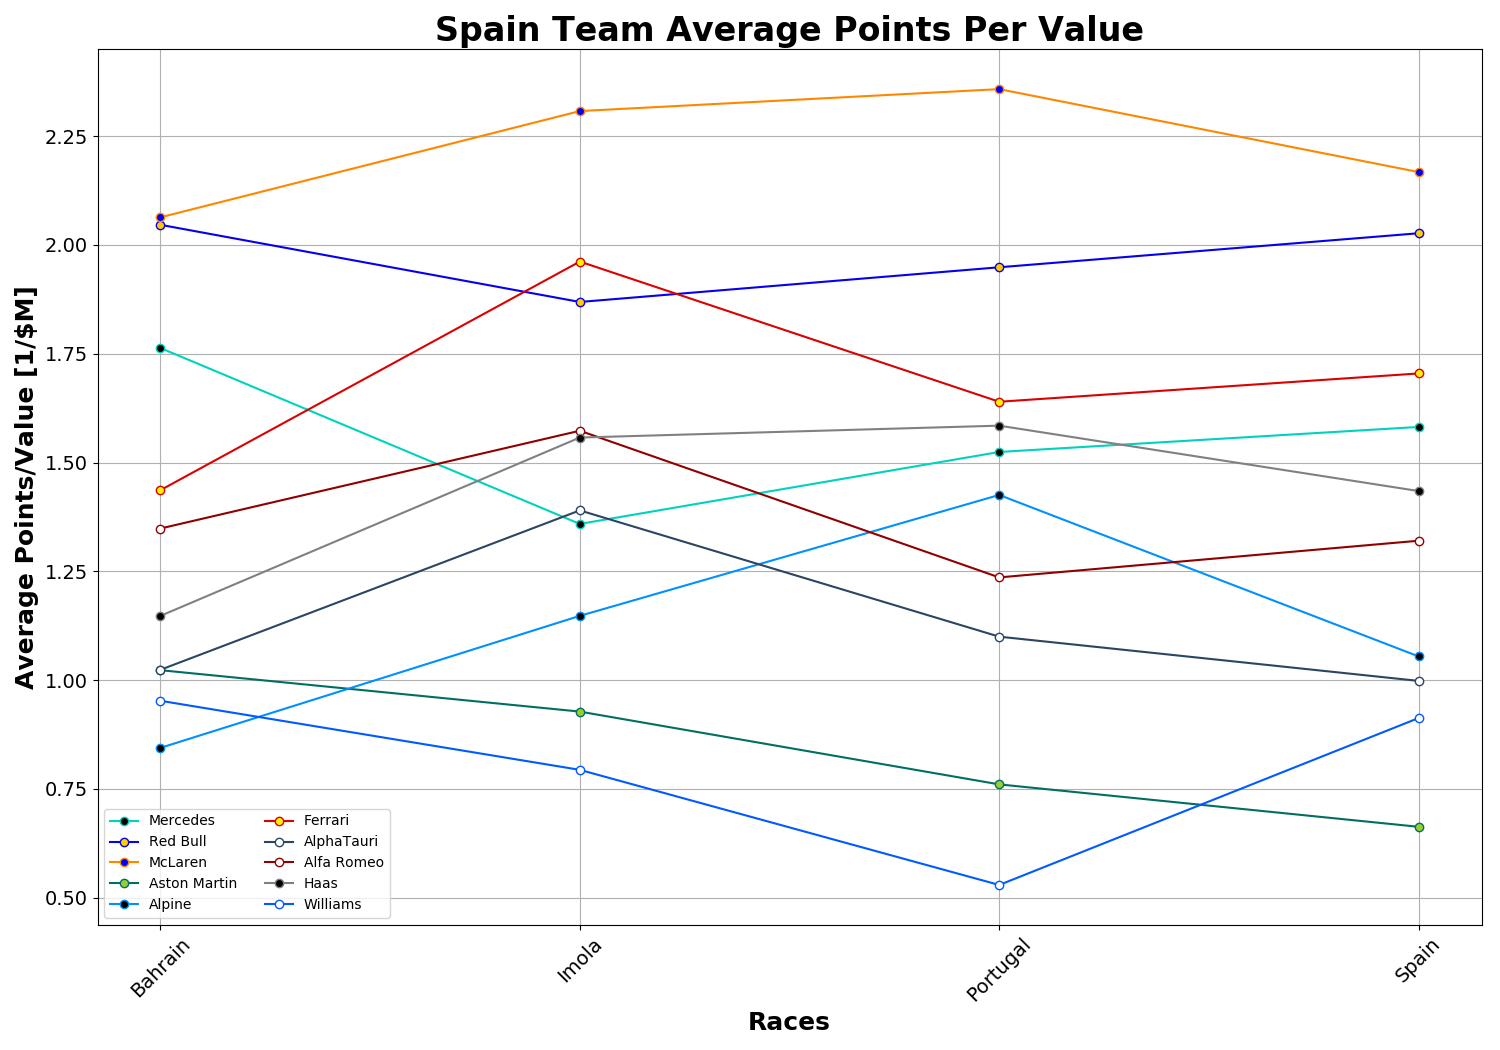 Spain Team Average Points Per Value
Average Points/Value [1/$M]
2.25
2.00
1.75
1.50
1.25
1.00
0.75
0.50
Mercedes
Red Bull
McLaren
Aston Martin
Alpine
Ferrari
AlphaTauri
Alfa Romeo
Haas
Williams
Bahrain
Imola
Portugal
Spain
Races